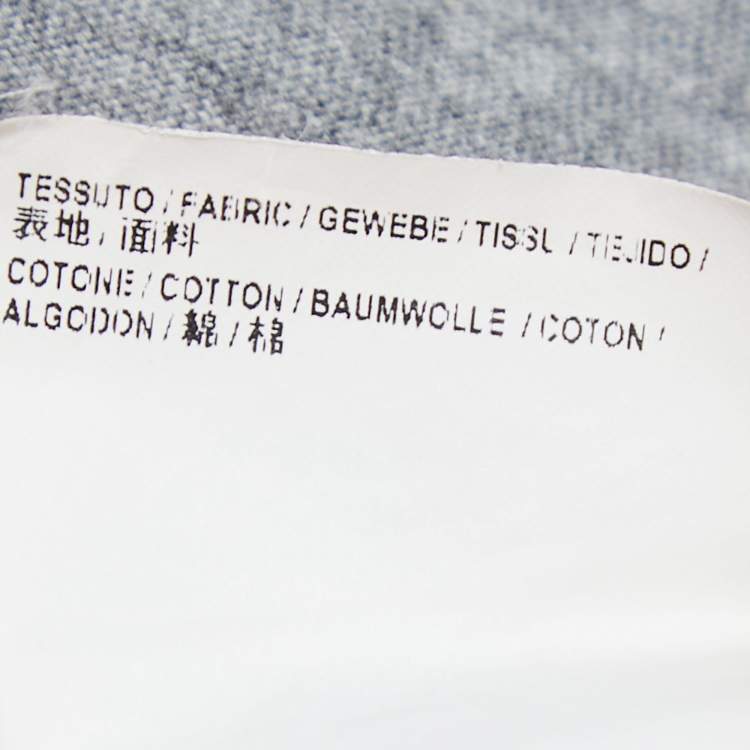 TESSUTO / FABRIC / GEWEBE / TISSU / TEJIDO /
表地 / 面料
COTONE / COTTON / BAUMWOLLE / COTON /
ALGODON / 綿 / 棉